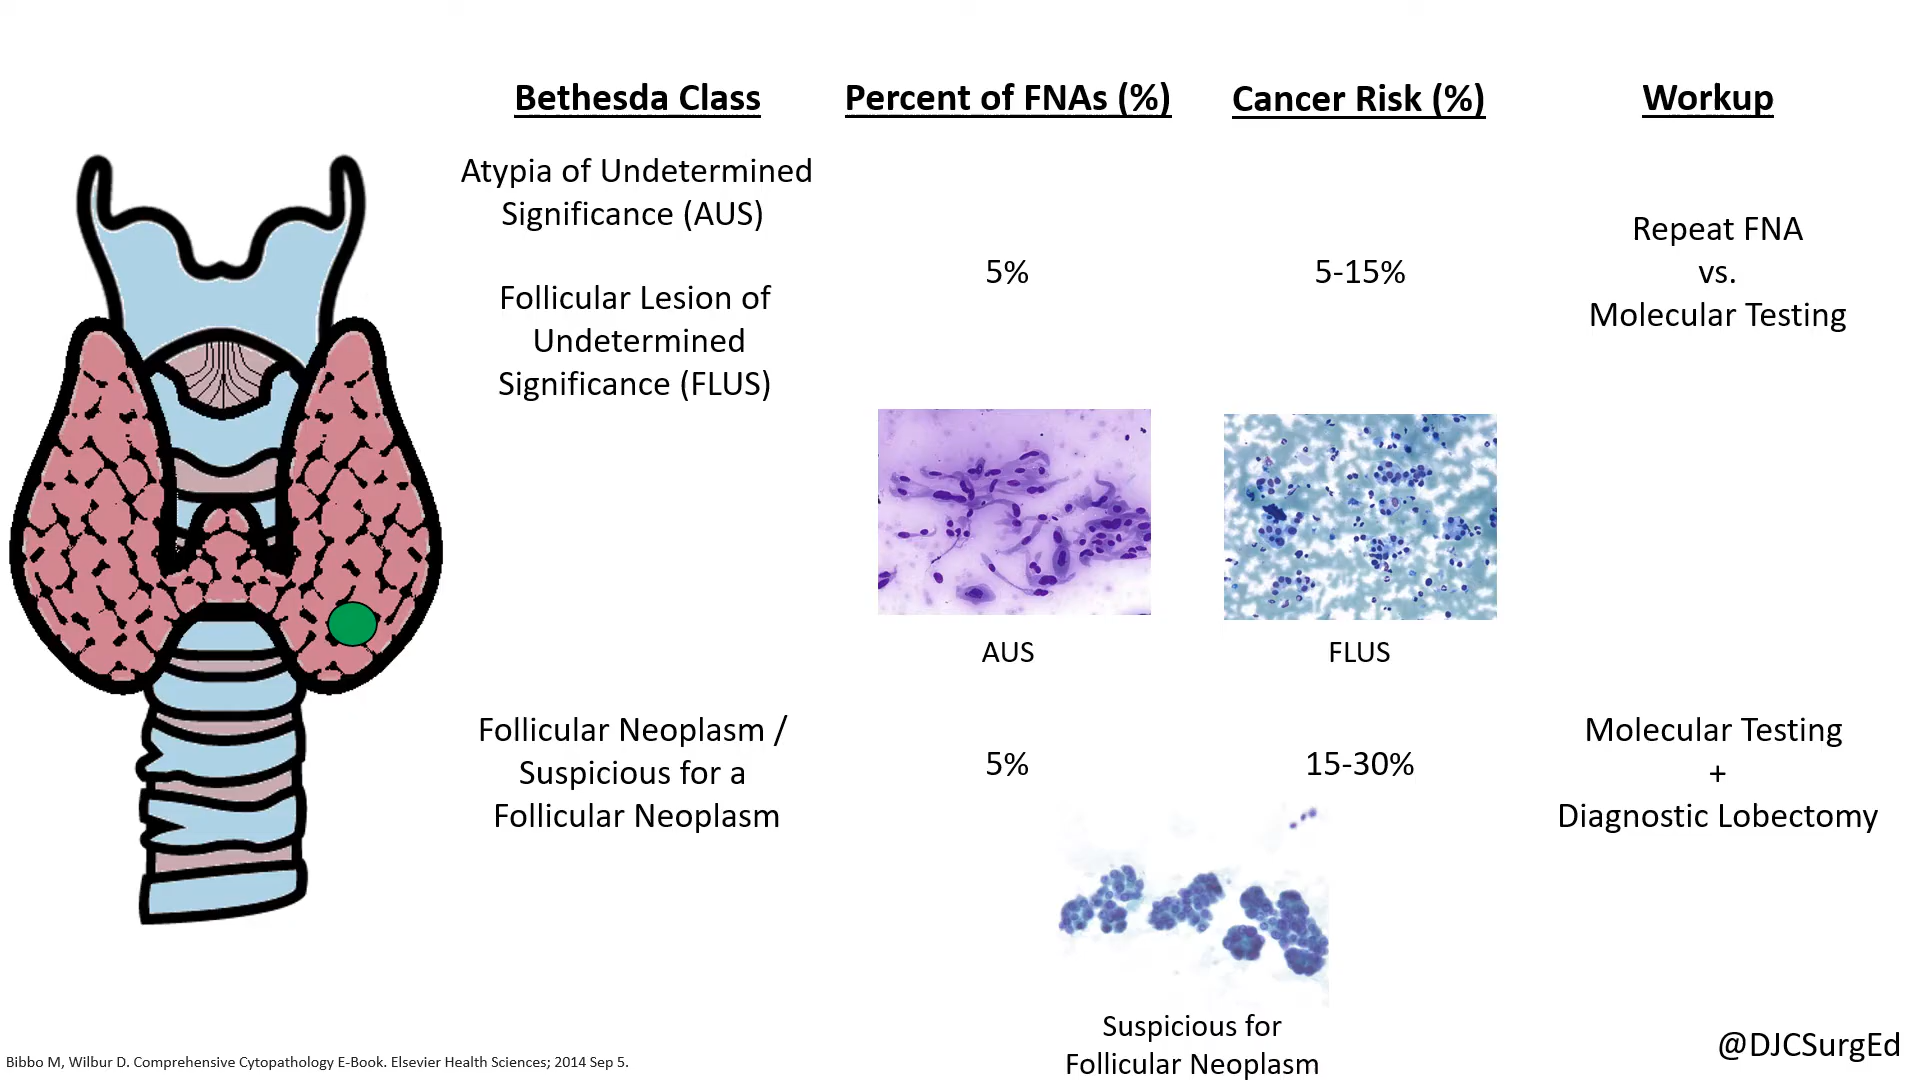 Bethesda Class
Percent of FNAs (%)
Cancer Risk (%)
Workup
Atypia of Undetermined
Significance (AUS)
Follicular Lesion of
Undetermined
Significance (FLUS)
5%
5-15%
Repeat FNA
vs.
Molecular Testing
AUS
FLUS
Follicular Neoplasm /
Suspicious for a
Follicular Neoplasm
5%
15-30%
Molecular Testing
+
Diagnostic Lobectomy
Suspicious for
Follicular Neoplasm
@DJCSurgEd
Bibbo M, Wilbur D. Comprehensive Cytopathology E-Book. Elsevier Health Sciences; 2014 Sep 5.